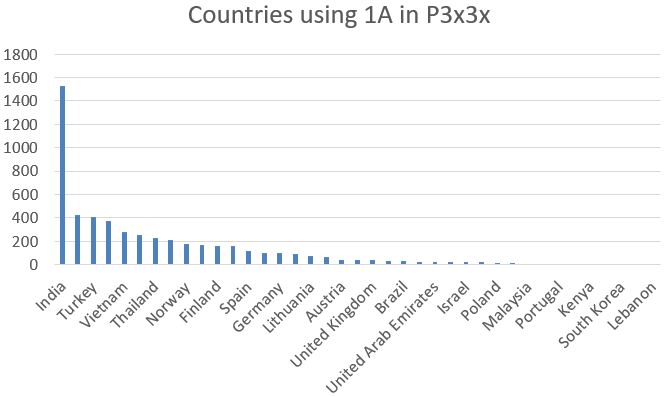 Countries using 1A in P3x3x
1800
1600
1400
1200
1000
800
600
400
200
0
India
Turkey
Vietnam
Thailand
Norway
Finland
Spain
Germany
Lithuania
Austria
United Kingdom
Brazil
United Arab Emirates
Israel
Poland
Malaysia
Portugal
Kenya
South Korea
Lebanon